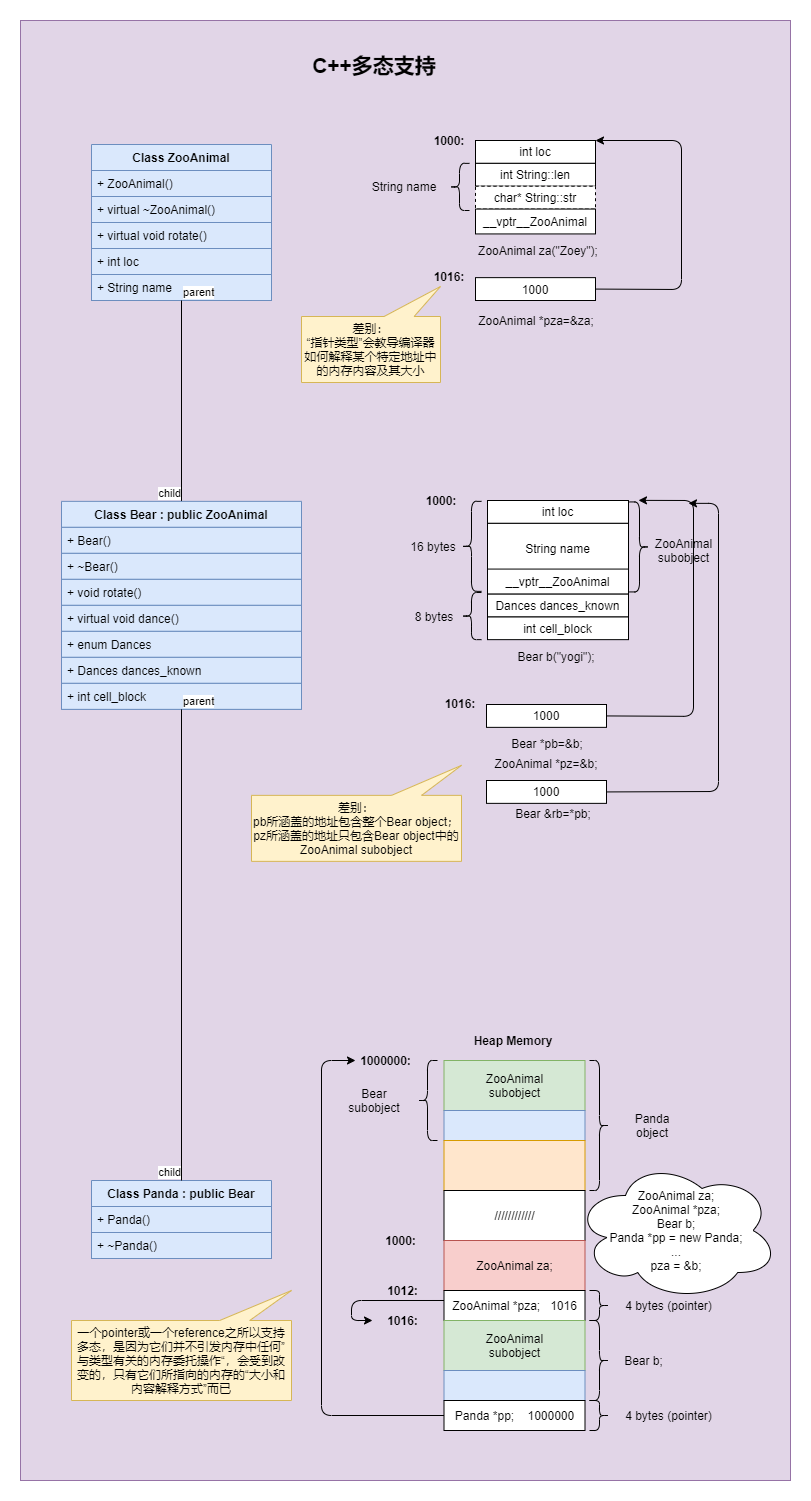 C++多态支持
Class ZooAnimal
+ ZooAnimal()
+ virtual ~ZooAnimal()
+ virtual void rotate()
+ int loc
+ String name
parent
1000:
int loc
int String::len
char* String::str
__vptr__ZooAnimal
String name
ZooAnimal za("Zoey");
1016:
1000
ZooAnimal *pza=&za;
差别：
“指针类型”会教导编译器
如何解释某个特定地址中
的内存内容及其大小
child
Class Bear : public ZooAnimal
+ Bear()
+ ~Bear()
+ void rotate()
+ virtual void dance()
+ enum Dances
+ Dances dances_known
+ int cell_block
parent
1000:
int loc
String name
__vptr__ZooAnimal
Dances dances_known
int cell_block
16 bytes
8 bytes
ZooAnimal
subobject
Bear b("yogi");
1016:
1000
Bear *pb=&b;
ZooAnimal *pz=&b;
1000
Bear &rb=*pb;
差别：
pb所涵盖的地址包含整个Bear object；
pz所涵盖的地址只包含Bear object中的
ZooAnimal subobject
child
Class Panda : public Bear
+ Panda()
+ ~Panda()
Heap Memory
1000000:
ZooAnimal
subobject
Bear
subobject
Panda
object
////////////
1000:
ZooAnimal za;
ZooAnimal za;
ZooAnimal *pza;
Bear b;
Panda *pp = new Panda;
...
pza = &b;
1012:
ZooAnimal *pza; 1016
4 bytes (pointer)
1016:
ZooAnimal
subobject
Bear b;
Panda *pp; 1000000
4 bytes (pointer)
一个pointer或一个reference之所以支持
多态，是因为它们并不引发内存中任何”
与类型有关的内存委托操作“，会受到改
变的，只有它们所指向的内存的“大小和
内容解释方式”而已